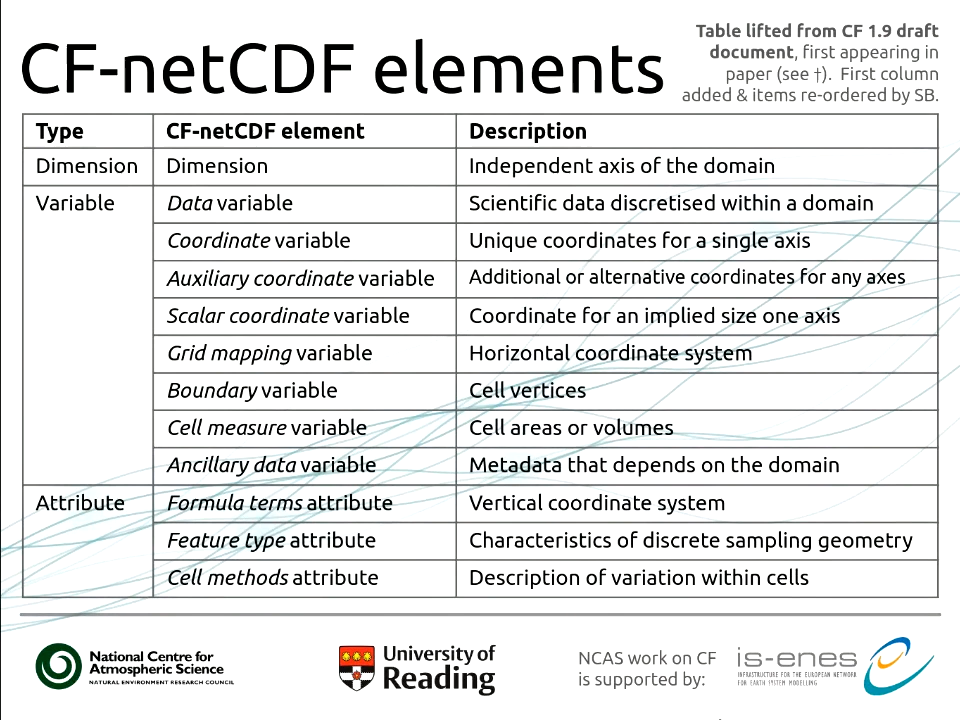 CF-netCDF elements
Table lifted from CF 1.9 draft
document, first appearing in
paper (see †). First column
added & items re-ordered by SB.
Type CF-netCDF element Description
Dimension Dimension Independent axis of the domain
Variable Data variable Scientific data discretised within a domain
Coordinate variable Unique coordinates for a single axis
Auxiliary coordinate variable Additional or alternative coordinates for any axes
Scalar coordinate variable Coordinate for an implied size one axis
Grid mapping variable Horizontal coordinate system
Boundary variable Cell vertices
Cell measure variable Cell areas or volumes
Ancillary data variable Metadata that depends on the domain
Attribute Formula terms attribute Vertical coordinate system
Feature type attribute Characteristics of discrete sampling geometry
Cell methods attribute Description of variation within cells
National Centre for
Atmospheric Science
NATURAL ENVIRONMENT RESEARCH COUNCIL
University of
Reading
NCAS work on CF
is supported by:
is-enes
INFRASTRUCTURE FOR THE EUROPEAN NETWORK
FOR EARTH SYSTEM MODELLING